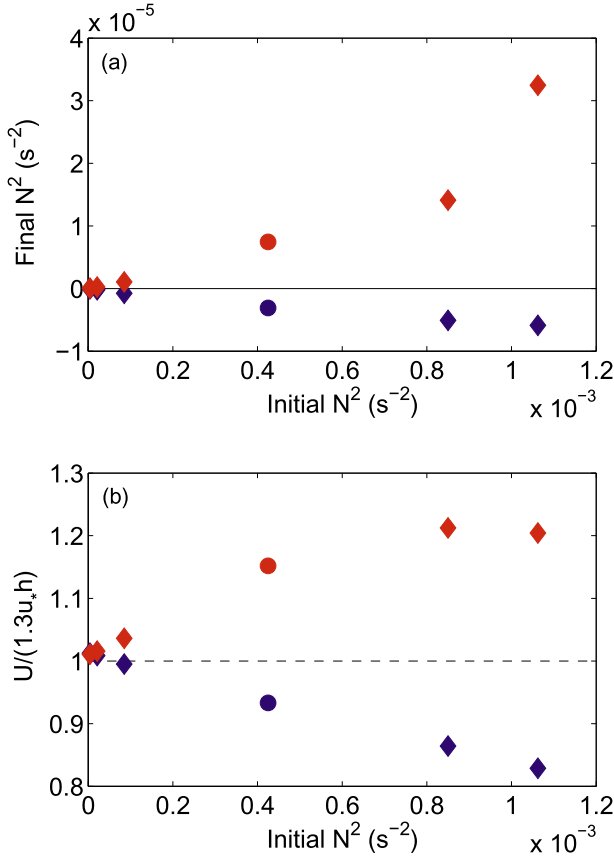 x 10⁻⁵
(a)
4
3
2
1
0
−1
Final N² (s⁻²)
0 0.2 0.4 0.6 0.8 1 1.2
Initial N² (s⁻²)
x 10⁻³
(b)
1.3
1.2
1.1
1
0.9
0.8
U/(1.3u*h)
0 0.2 0.4 0.6 0.8 1 1.2
Initial N² (s⁻²)
x 10⁻³